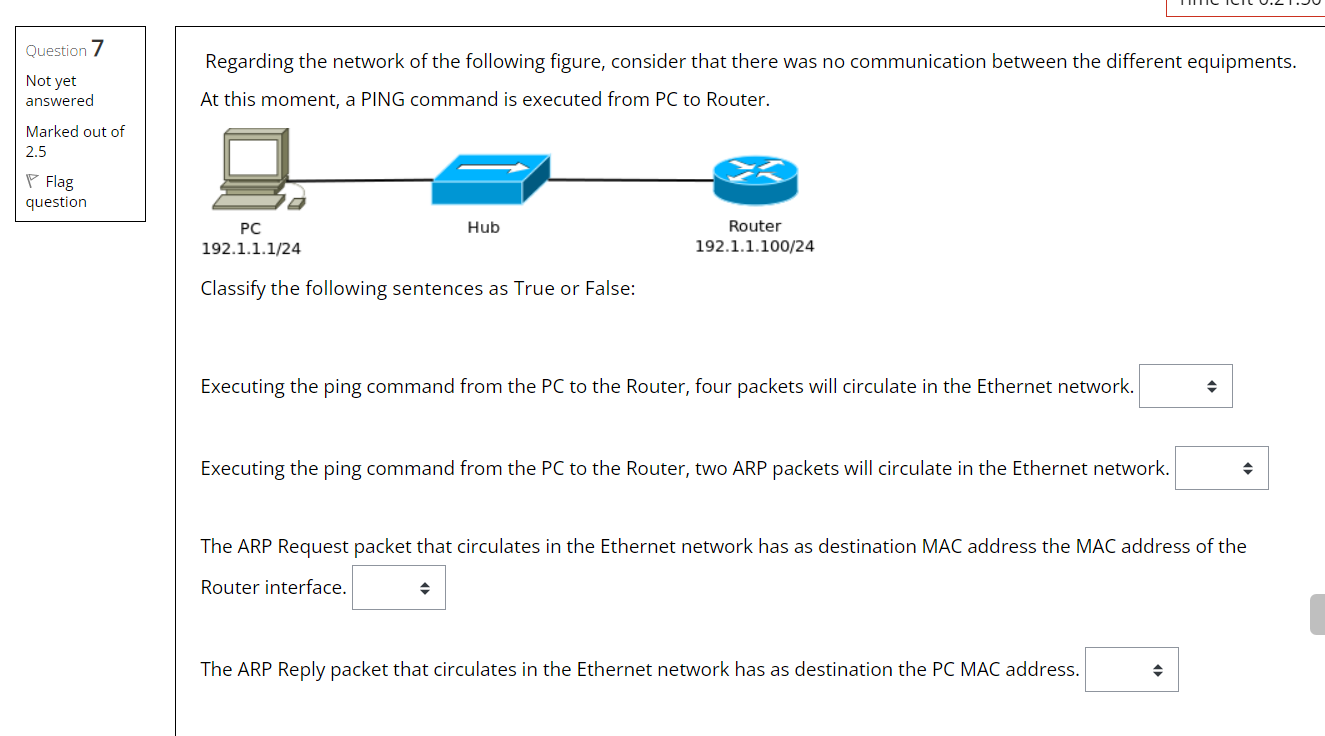 Question 7
Not yet
answered
Marked out of
2.5
Flag
question
Regarding the network of the following figure, consider that there was no communication between the different equipments.
At this moment, a PING command is executed from PC to Router.
PC
192.1.1.1/24
Hub
Router
192.1.1.100/24
Classify the following sentences as True or False:
Executing the ping command from the PC to the Router, four packets will circulate in the Ethernet network.
Executing the ping command from the PC to the Router, two ARP packets will circulate in the Ethernet network.
The ARP Request packet that circulates in the Ethernet network has as destination MAC address the MAC address of the
Router interface.
The ARP Reply packet that circulates in the Ethernet network has as destination the PC MAC address.